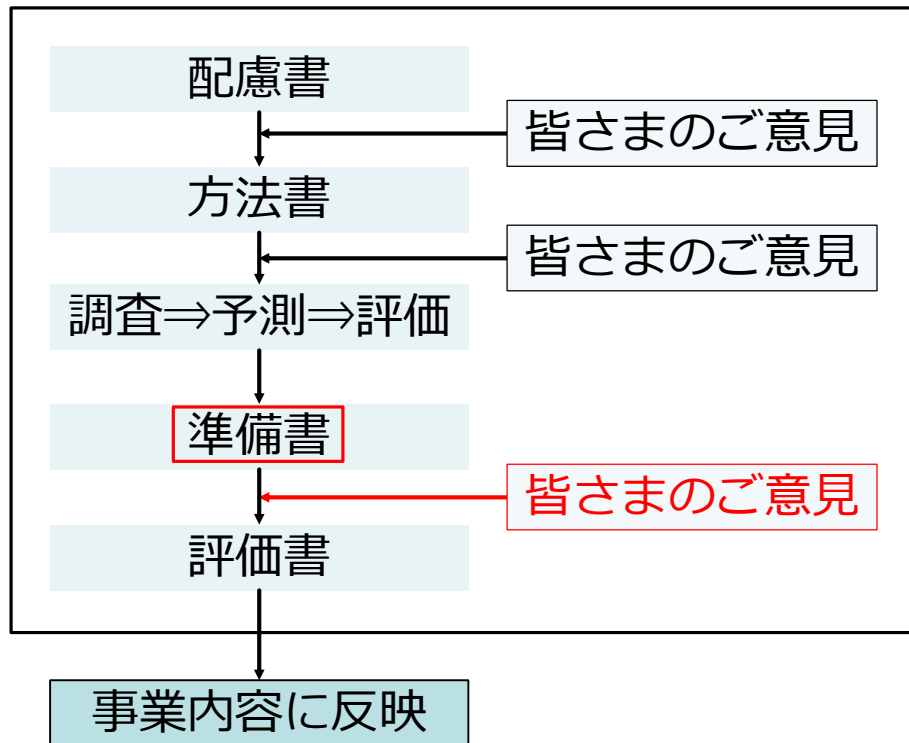 配慮書
皆さまのご意見
方法書
皆さまのご意見
調査⇒予測⇒評価
準備書
皆さまのご意見
評価書
事業内容に反映